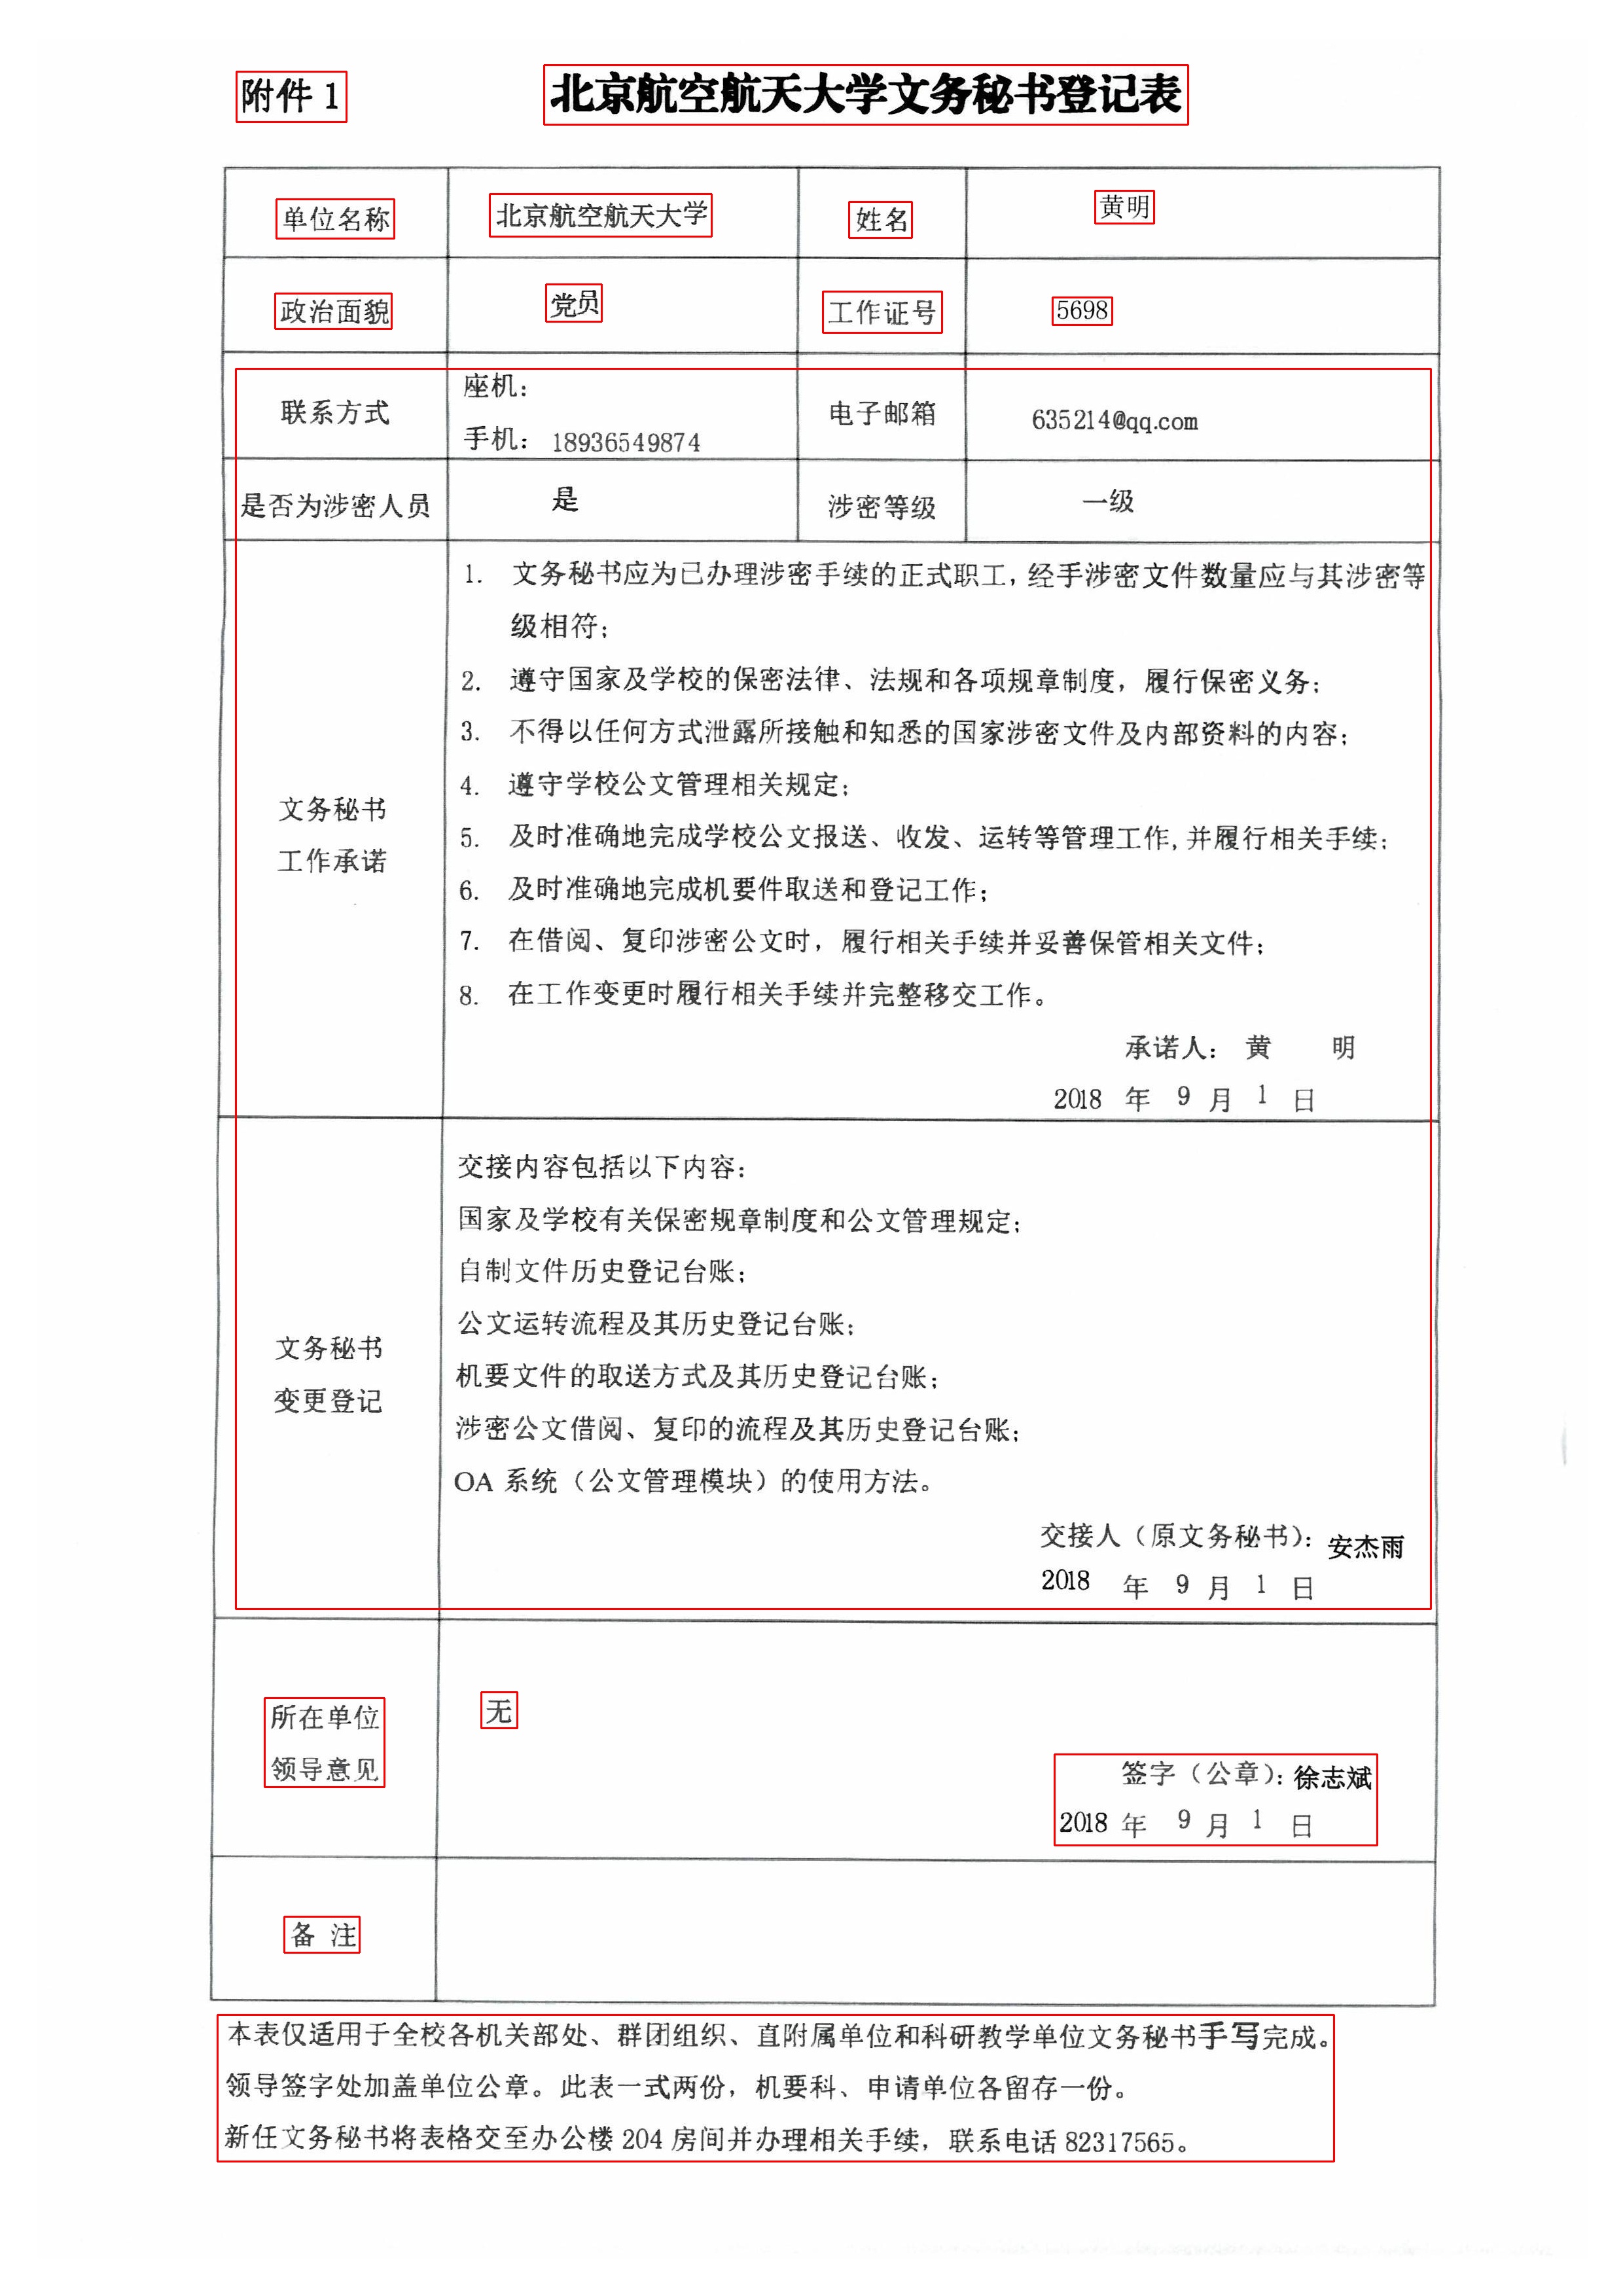 附件 1
北京航空航天大学文务秘书登记表
单位名称 北京航空航天大学 姓名 黄明
政治面貌 党员 工作证号 5698
联系方式 座机：
手机： 18936549874 电子邮箱 635214@qq.com
是否为涉密人员 是 涉密等级 一级
文务秘书
工作承诺
1. 文务秘书应为已办理涉密手续的正式职工，经手涉密文件数量应与其涉密等
级相符；
2. 遵守国家及学校的保密法律、法规和各项规章制度，履行保密义务；
3. 不得以任何方式泄露所接触和知悉的国家涉密文件及内部资料的内容；
4. 遵守学校公文管理相关规定；
5. 及时准确地完成学校公文报送、收发、运转等管理工作，并履行相关手续；
6. 及时准确地完成机要件取送和登记工作；
7. 在借阅、复印涉密公文时，履行相关手续并妥善保管相关文件；
8. 在工作变更时履行相关手续并完整移交工作。
承诺人： 黄 明
2018 年 9 月 1 日
文务秘书
变更登记
交接内容包括以下内容：
国家及学校有关保密规章制度和公文管理规定；
自制文件历史登记台账；
公文运转流程及其历史登记台账；
机要文件的取送方式及其历史登记台账；
涉密公文借阅、复印的流程及其历史登记台账；
OA 系统（公文管理模块）的使用方法。
交接人（原文务秘书）：安杰雨
2018 年 9 月 1 日
所在单位
领导意见
无
签字（公章）：徐志斌
2018 年 9 月 1 日
备 注
本表仅适用于全校各机关部处、群团组织、直附属单位和科研教学单位文务秘书手写完成。
领导签字处加盖单位公章。此表一式两份，机要科、申请单位各留存一份。
新任文务秘书将表格交至办公楼 204 房间并办理相关手续，联系电话 82317565。